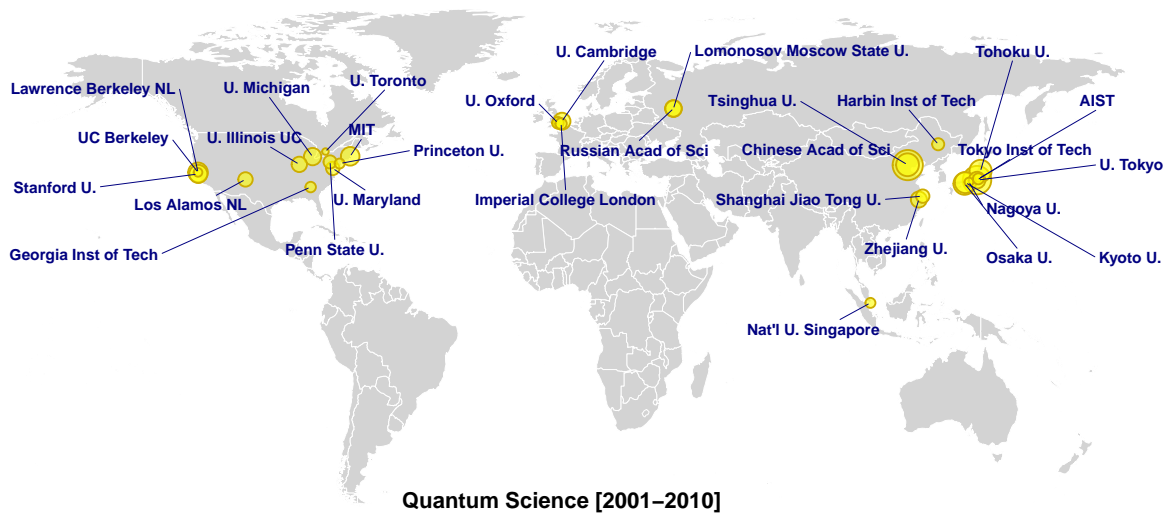 U. Cambridge
Lomonosov Moscow State U.
Tohoku U.
Lawrence Berkeley NL
U. Michigan
U. Toronto
U. Oxford
Tsinghua U.
Harbin Inst of Tech
AIST
UC Berkeley
U. Illinois UC
MIT
Princeton U.
Russian Acad of Sci
Chinese Acad of Sci
Tokyo Inst of Tech
U. Tokyo
Stanford U.
Los Alamos NL
U. Maryland
Imperial College London
Shanghai Jiao Tong U.
Nagoya U.
Georgia Inst of Tech
Penn State U.
Zhejiang U.
Osaka U.
Kyoto U.
Nat'l U. Singapore
Quantum Science [2001−2010]